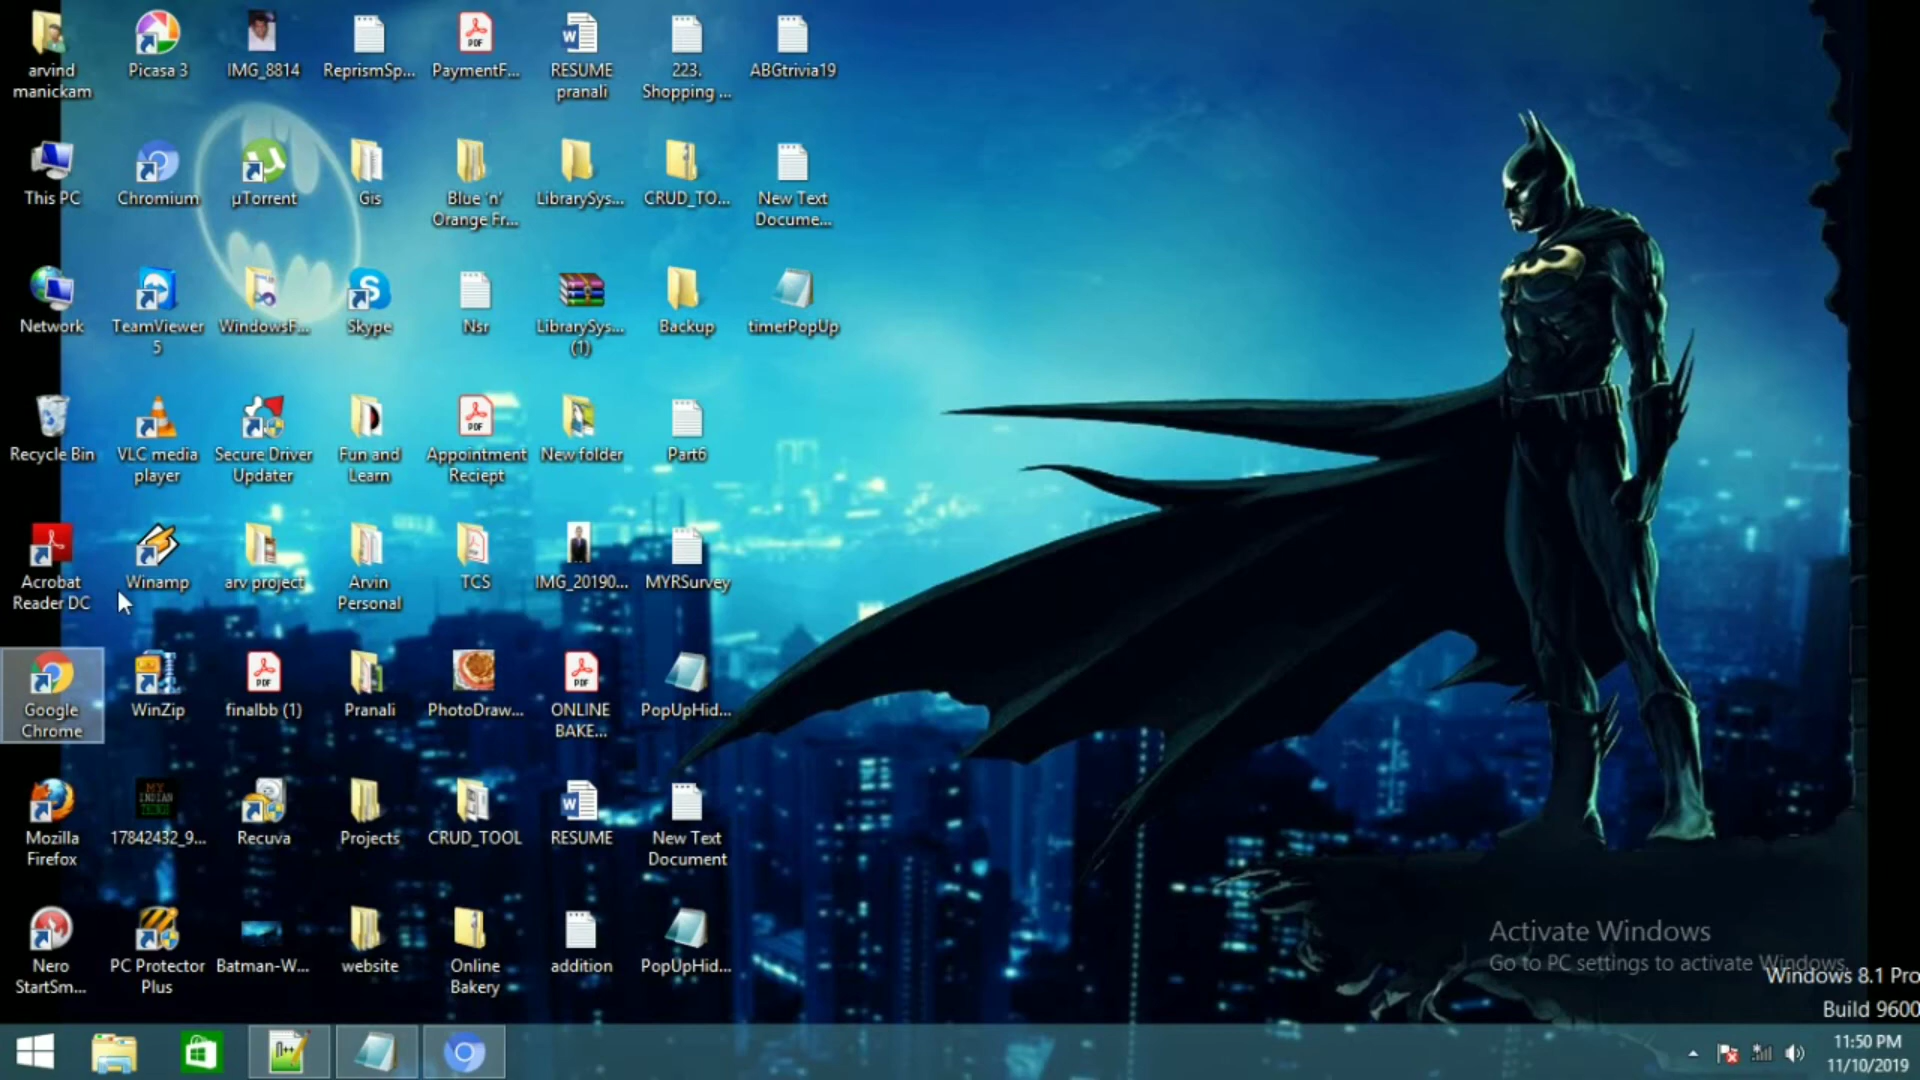 arvind
manickam
Picasa 3
IMG_8814
ReprismSp...
PaymentF...
RESUME
pranali
223.
Shopping ...
ABGtrivia19
This PC
Chromium
µTorrent
Gis
Blue 'n'
Orange Fr...
LibrarySys...
CRUD_TO...
New Text
Docume...
Network
TeamViewer
5
WindowsF...
Skype
Nsr
LibrarySys...
(1)
Backup
timerPopUp
Recycle Bin
VLC media
player
Secure Driver
Updater
Fun and
Learn
Appointment
Reciept
New folder
Part6
Acrobat
Reader DC
Winamp
arv project
Arvin
Personal
TCS
IMG_20190...
MYRSurvey
Google
Chrome
WinZip
finalbb (1)
Pranali
PhotoDraw...
ONLINE
BAKE...
PopUpHid...
Mozilla
Firefox
MY
INDIAN
THINGS
17842432_9...
Recuva
Projects
CRUD_TOOL
RESUME
New Text
Document
Nero
StartSm...
PC Protector
Plus
Batman-W...
website
Online
Bakery
addition
PopUpHid...
Activate Windows
Go to PC settings to activate Windows.
Windows 8.1 Pro
Build 9600
11:50 PM
11/10/2019